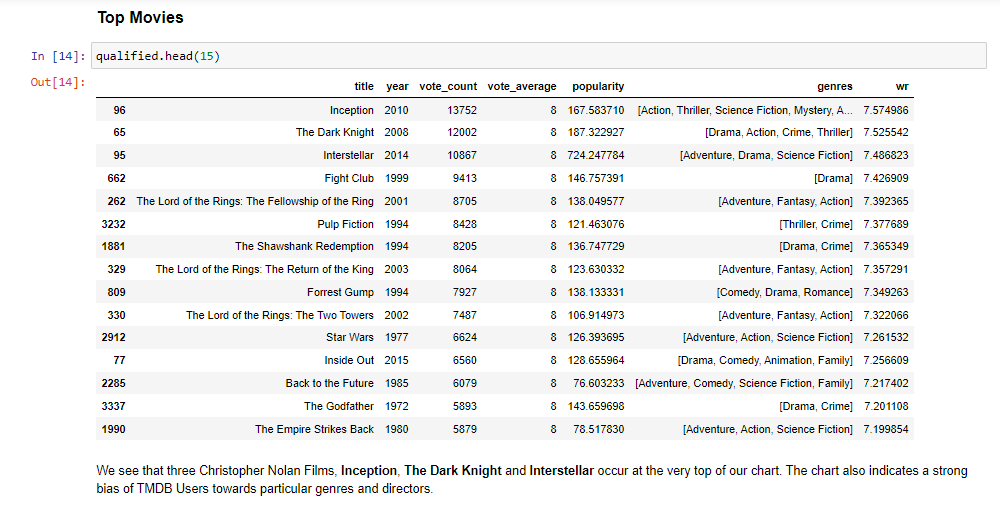 Top Movies
In [14]: qualified.head(15)
Out[14]:
title year vote_count vote_average popularity genres wr
96 Inception 2010 13752 8 167.583710 [Action, Thriller, Science Fiction, Mystery, A... 7.574986
65 The Dark Knight 2008 12002 8 187.322927 [Drama, Action, Crime, Thriller] 7.525542
95 Interstellar 2014 10867 8 724.247784 [Adventure, Drama, Science Fiction] 7.486823
662 Fight Club 1999 9413 8 146.757391 [Drama] 7.426909
262 The Lord of the Rings: The Fellowship of the Ring 2001 8705 8 138.049577 [Adventure, Fantasy, Action] 7.392365
3232 Pulp Fiction 1994 8428 8 121.463076 [Thriller, Crime] 7.377689
1881 The Shawshank Redemption 1994 8205 8 136.747729 [Drama, Crime] 7.365349
329 The Lord of the Rings: The Return of the King 2003 8064 8 123.630332 [Adventure, Fantasy, Action] 7.357291
809 Forrest Gump 1994 7927 8 138.133331 [Comedy, Drama, Romance] 7.349263
330 The Lord of the Rings: The Two Towers 2002 7487 8 106.914973 [Adventure, Fantasy, Action] 7.322066
2912 Star Wars 1977 6624 8 126.393695 [Adventure, Action, Science Fiction] 7.261532
77 Inside Out 2015 6560 8 128.655964 [Drama, Comedy, Animation, Family] 7.256609
2285 Back to the Future 1985 6079 8 76.603233 [Adventure, Comedy, Science Fiction, Family] 7.217402
3337 The Godfather 1972 5893 8 143.659698 [Drama, Crime] 7.201108
1990 The Empire Strikes Back 1980 5879 8 78.517830 [Adventure, Action, Science Fiction] 7.199854
We see that three Christopher Nolan Films, Inception, The Dark Knight and Interstellar occur at the very top of our chart. The chart also indicates a strong
bias of TMDB Users towards particular genres and directors.